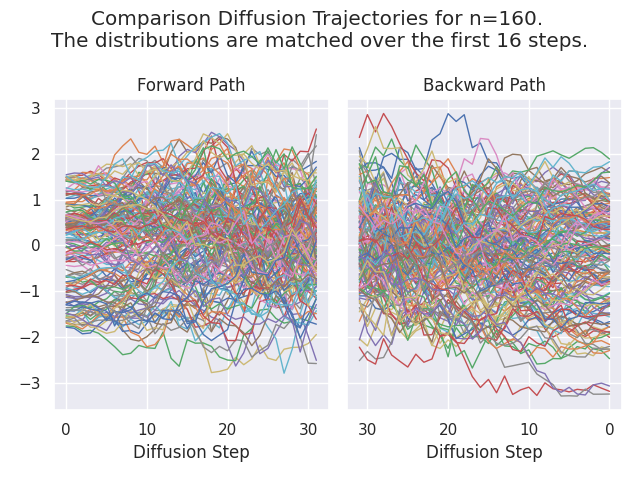 Comparison Diffusion Trajectories for n=160.
The distributions are matched over the first 16 steps.
Forward Path
Backward Path
3
2
1
0
−1
−2
−3
0 10 20 30
30 20 10 0
Diffusion Step
Diffusion Step